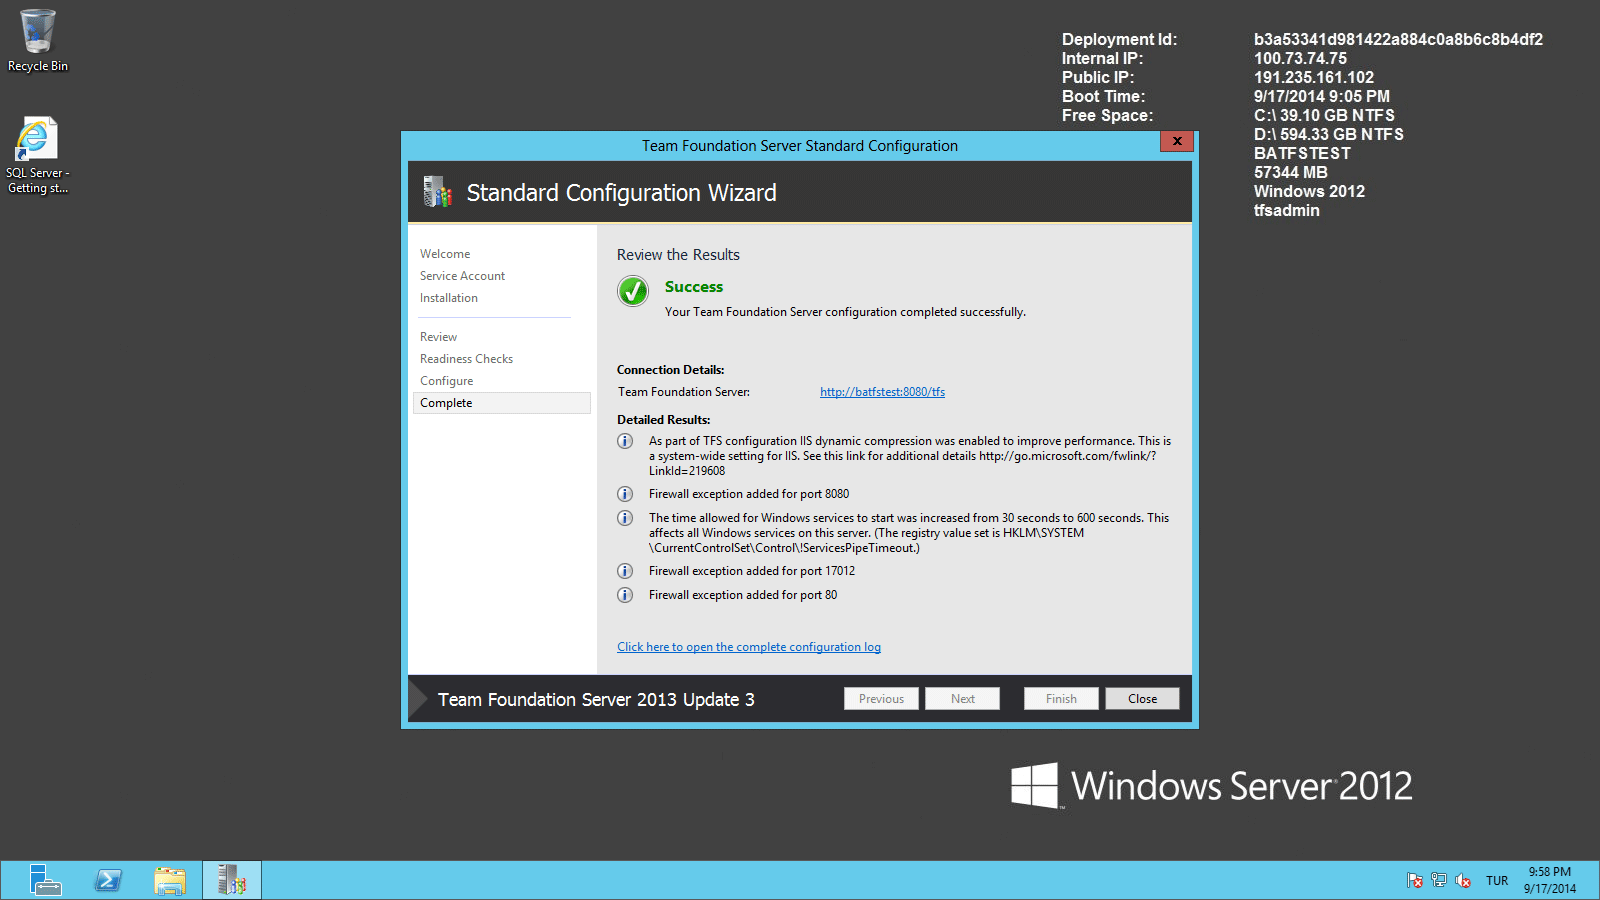 Recycle Bin
SQL Server -
Getting st...
Deployment Id: b3a53341d981422a884c0a8b6c8b4df2
Internal IP: 100.73.74.75
Public IP: 191.235.161.102
Boot Time: 9/17/2014 9:05 PM
Free Space: C:\ 39.10 GB NTFS
D:\ 594.33 GB NTFS
BATFSTEST
57344 MB
Windows 2012
tfsadmin
Team Foundation Server Standard Configuration
x
Standard Configuration Wizard
Welcome
Service Account
Installation
Review
Readiness Checks
Configure
Complete
Review the Results
Success
Your Team Foundation Server configuration completed successfully.
Connection Details:
Team Foundation Server: http://batfstest:8080/tfs
Detailed Results:
As part of TFS configuration IIS dynamic compression was enabled to improve performance. This is
a system-wide setting for IIS. See this link for additional details http://go.microsoft.com/fwlink/?
LinkId=219608
Firewall exception added for port 8080
The time allowed for Windows services to start was increased from 30 seconds to 600 seconds. This
affects all Windows services on this server. (The registry value set is HKLM\SYSTEM
\CurrentControlSet\Control\!ServicesPipeTimeout.)
Firewall exception added for port 17012
Firewall exception added for port 80
Click here to open the complete configuration log
Team Foundation Server 2013 Update 3
Previous Next Finish Close
Windows Server 2012
TUR
9:58 PM
9/17/2014